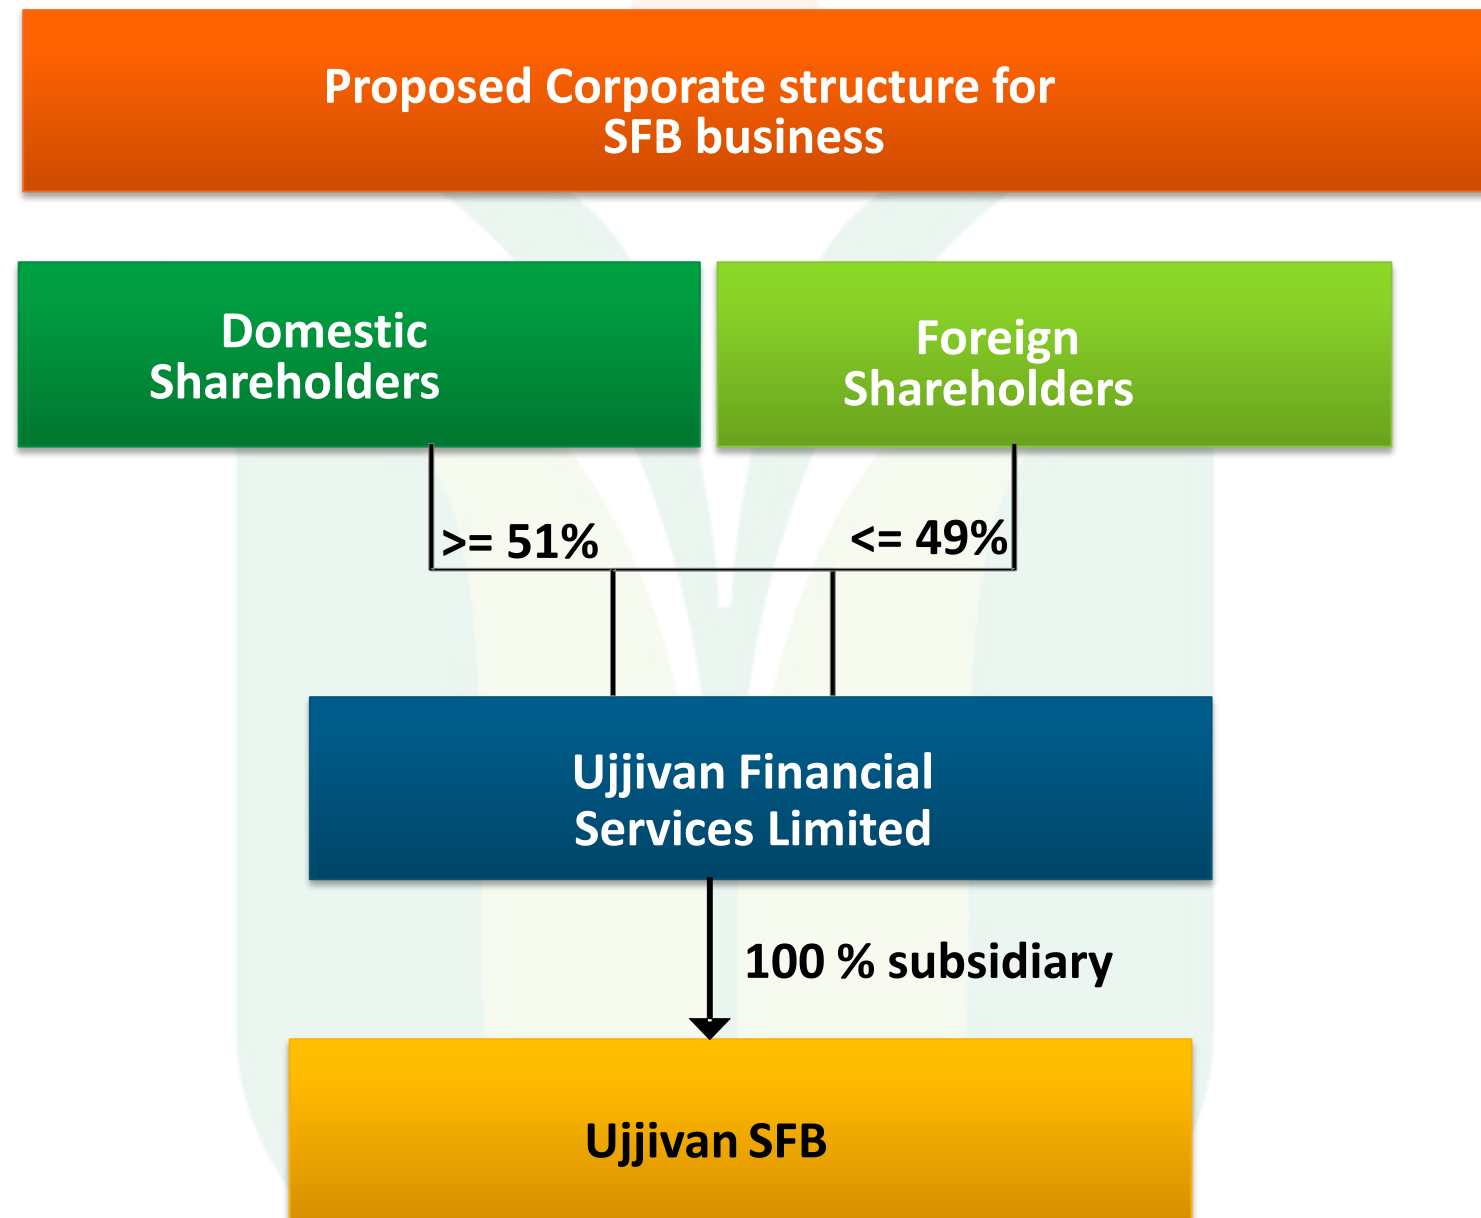 Proposed Corporate structure for
SFB business
Domestic
Shareholders
Foreign
Shareholders
>= 51%
<= 49%
Ujjivan Financial
Services Limited
100 % subsidiary
Ujjivan SFB